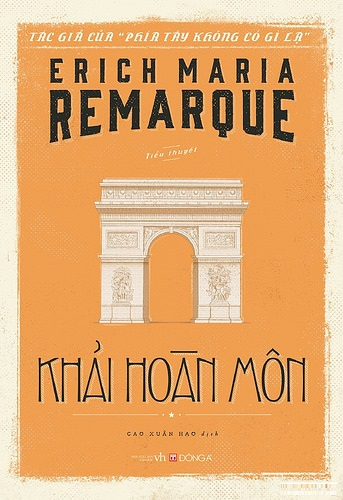 TÁC GIẢ CỦA "PHÍA TÂY KHÔNG CÓ GÌ LẠ"
ERICH MARIA
REMARQUE
Tiểu thuyết
KHẢI HOÀN MÔN
CAO XUÂN HẠO dịch
vh ĐÔNG A